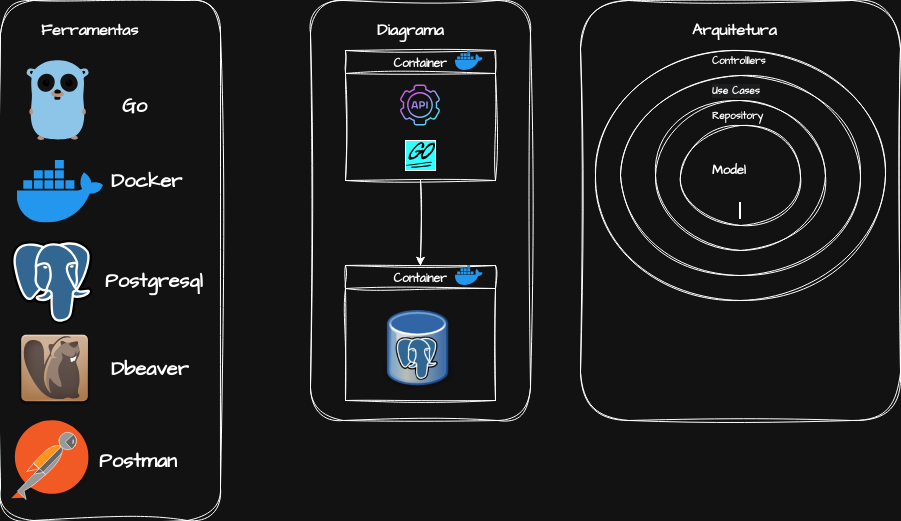 Ferramentas
Go
Docker
Postgresql
Dbeaver
Postman
Diagrama
Container
API
GO
Container
Arquitetura
Controllers
Use Cases
Repository
Model